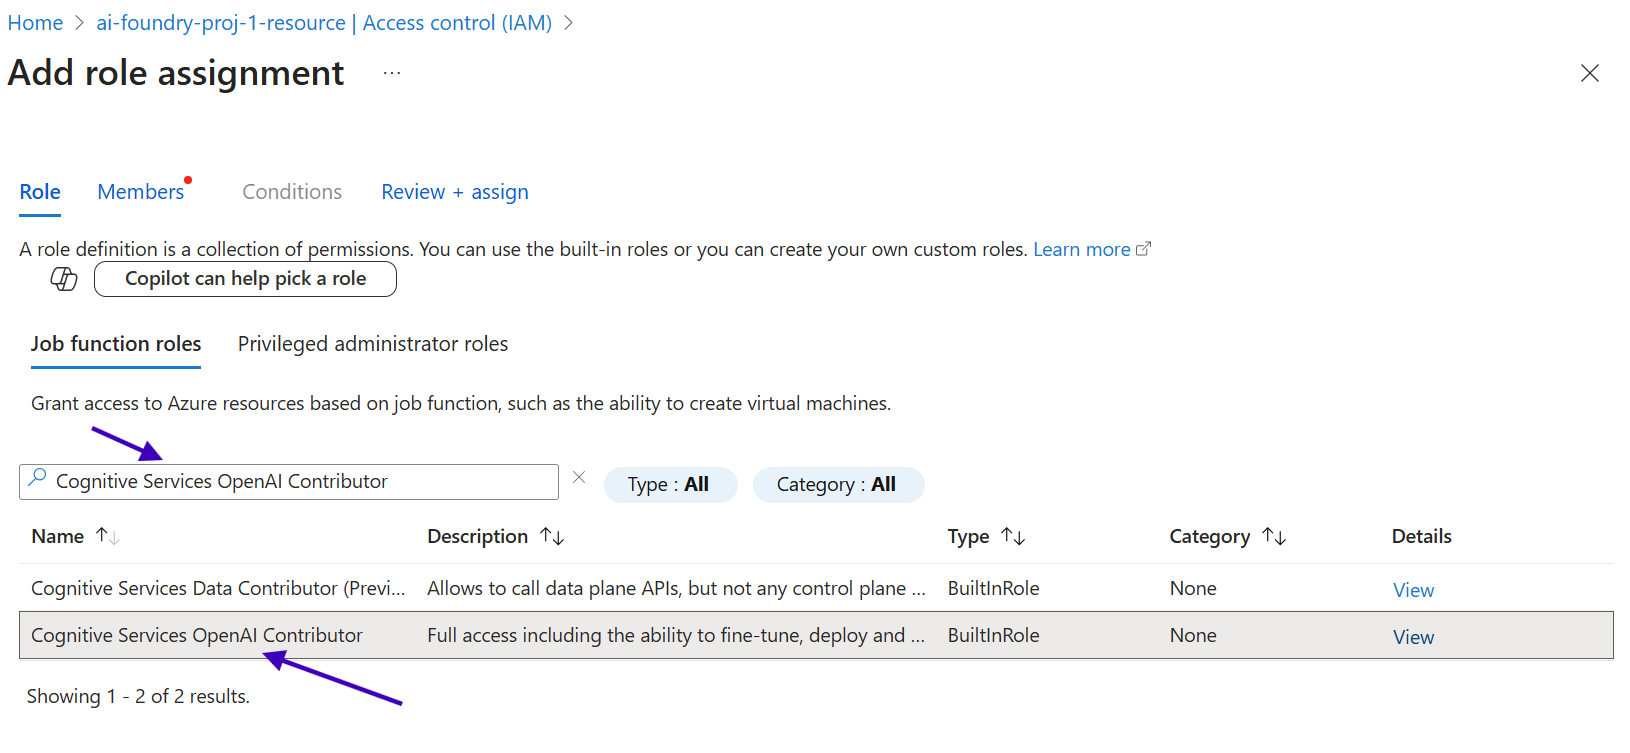 Home > ai-foundry-proj-1-resource | Access control (IAM) >
Add role assignment ...
Role Members Conditions Review + assign
A role definition is a collection of permissions. You can use the built-in roles or you can create your own custom roles. Learn more
Copilot can help pick a role
Job function roles Privileged administrator roles
Grant access to Azure resources based on job function, such as the ability to create virtual machines.
Cognitive Services OpenAI Contributor Type : All Category : All
Name Description Type Category Details
Cognitive Services Data Contributor (Previ... Allows to call data plane APIs, but not any control plane ... BuiltInRole None View
Cognitive Services OpenAI Contributor Full access including the ability to fine-tune, deploy and ... BuiltInRole None View
Showing 1 - 2 of 2 results.